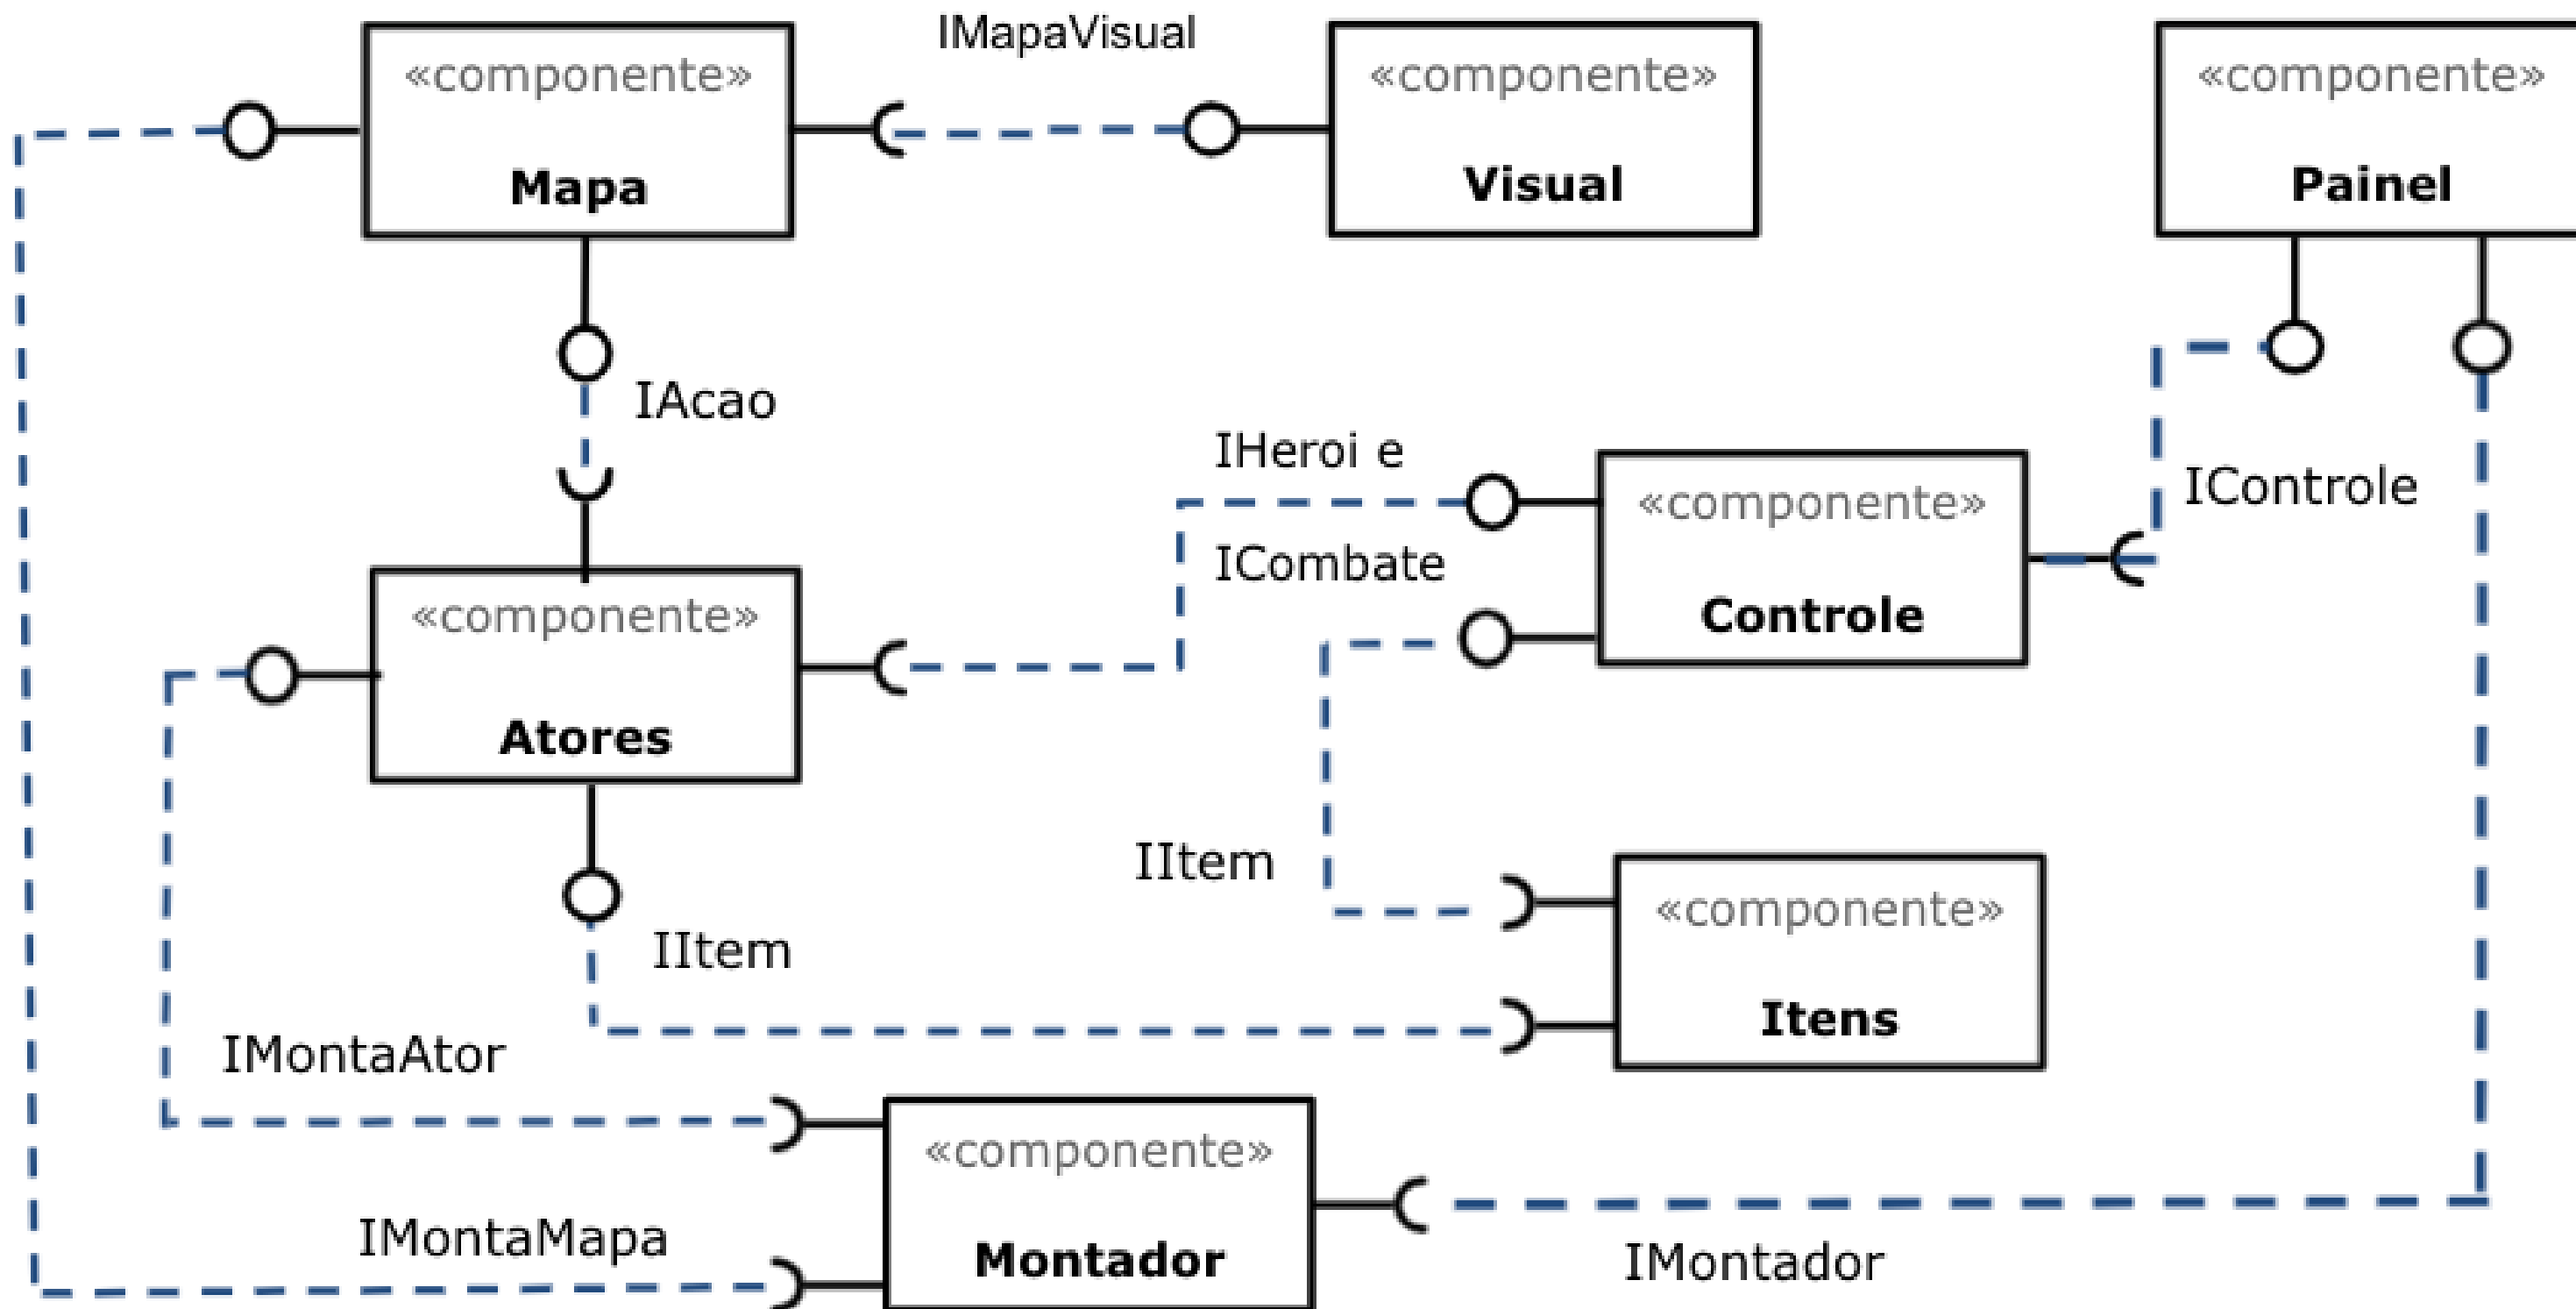 IMapaVisual
«componente»
Mapa
«componente»
Visual
«componente»
Painel
IAcao
IHeroi e
ICombate
«componente»
Controle
IControle
«componente»
Atores
IItem
«componente»
Itens
IItem
IMontaAtor
«componente»
Montador
IMontaMapa
IMontador